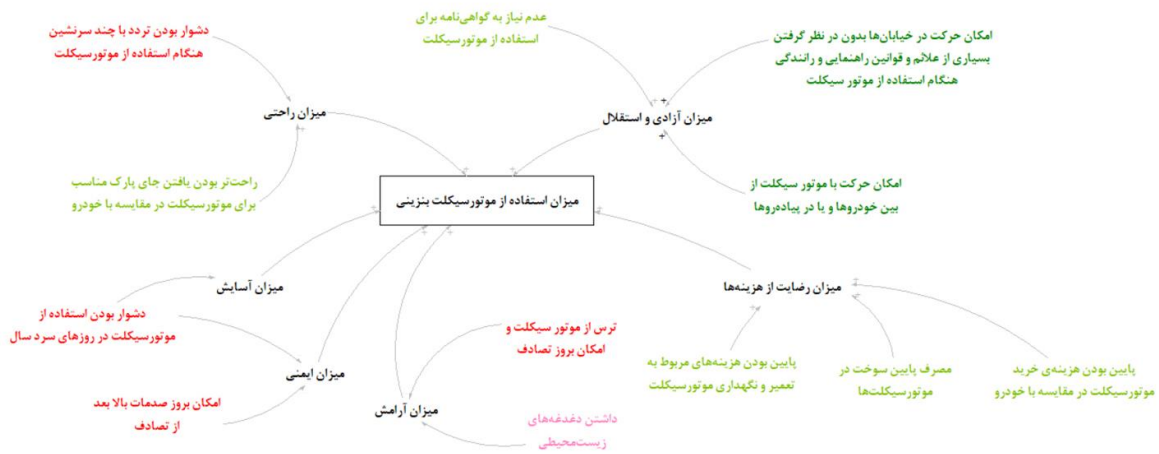 دشوار بودن تردد با چند سرنشین
هنگام استفاده از موتورسیکلت
عدم نیاز به گواهی‌نامه برای
استفاده از موتورسیکلت
امکان حرکت در خیابان‌ها بدون در نظر گرفتن
بسیاری از علائم و قوانین راهنمایی و رانندگی
هنگام استفاده از موتور سیکلت
میزان راحتی
میزان آزادی و استقلال
راحت‌تر بودن یافتن جای پارک مناسب
برای موتورسیکلت در مقایسه با خودرو
میزان استفاده از موتورسیکلت بنزینی
امکان حرکت با موتور سیکلت از
بین خودروها و یا در پیاده‌روها
میزان آسایش
میزان رضایت از هزینه‌ها
دشوار بودن استفاده از
موتورسیکلت در روزهای سرد سال
ترس از موتور سیکلت و
امکان بروز تصادف
میزان ایمنی
پایین بودن هزینه‌های مربوط به
تعمیر و نگهداری موتورسیکلت
مصرف پایین سوخت در
موتورسیکلت‌ها
پایین بودن هزینه‌ی خرید
موتورسیکلت در مقایسه با خودرو
امکان بروز صدمات بالا بعد
از تصادف
میزان آرامش
داشتن دغدغه‌های
زیست‌محیطی